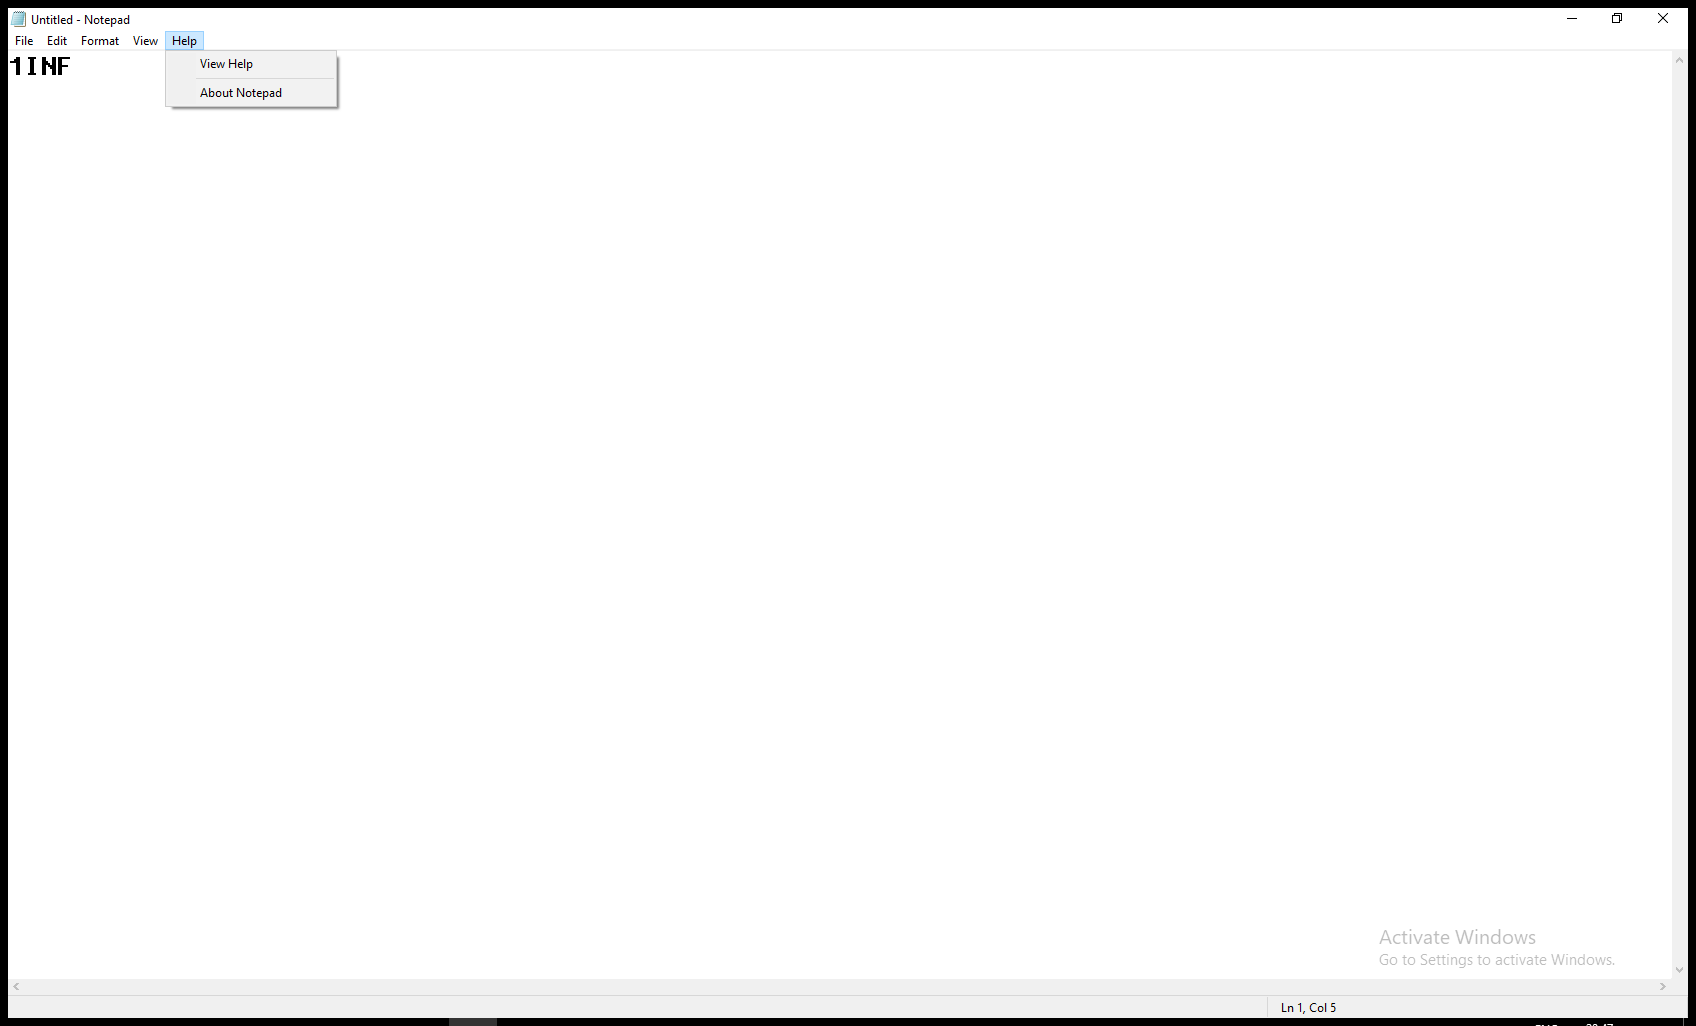 Untitled - Notepad
File Edit Format View Help
1INF
View Help
About Notepad
Activate Windows
Go to Settings to activate Windows.
Ln 1, Col 5